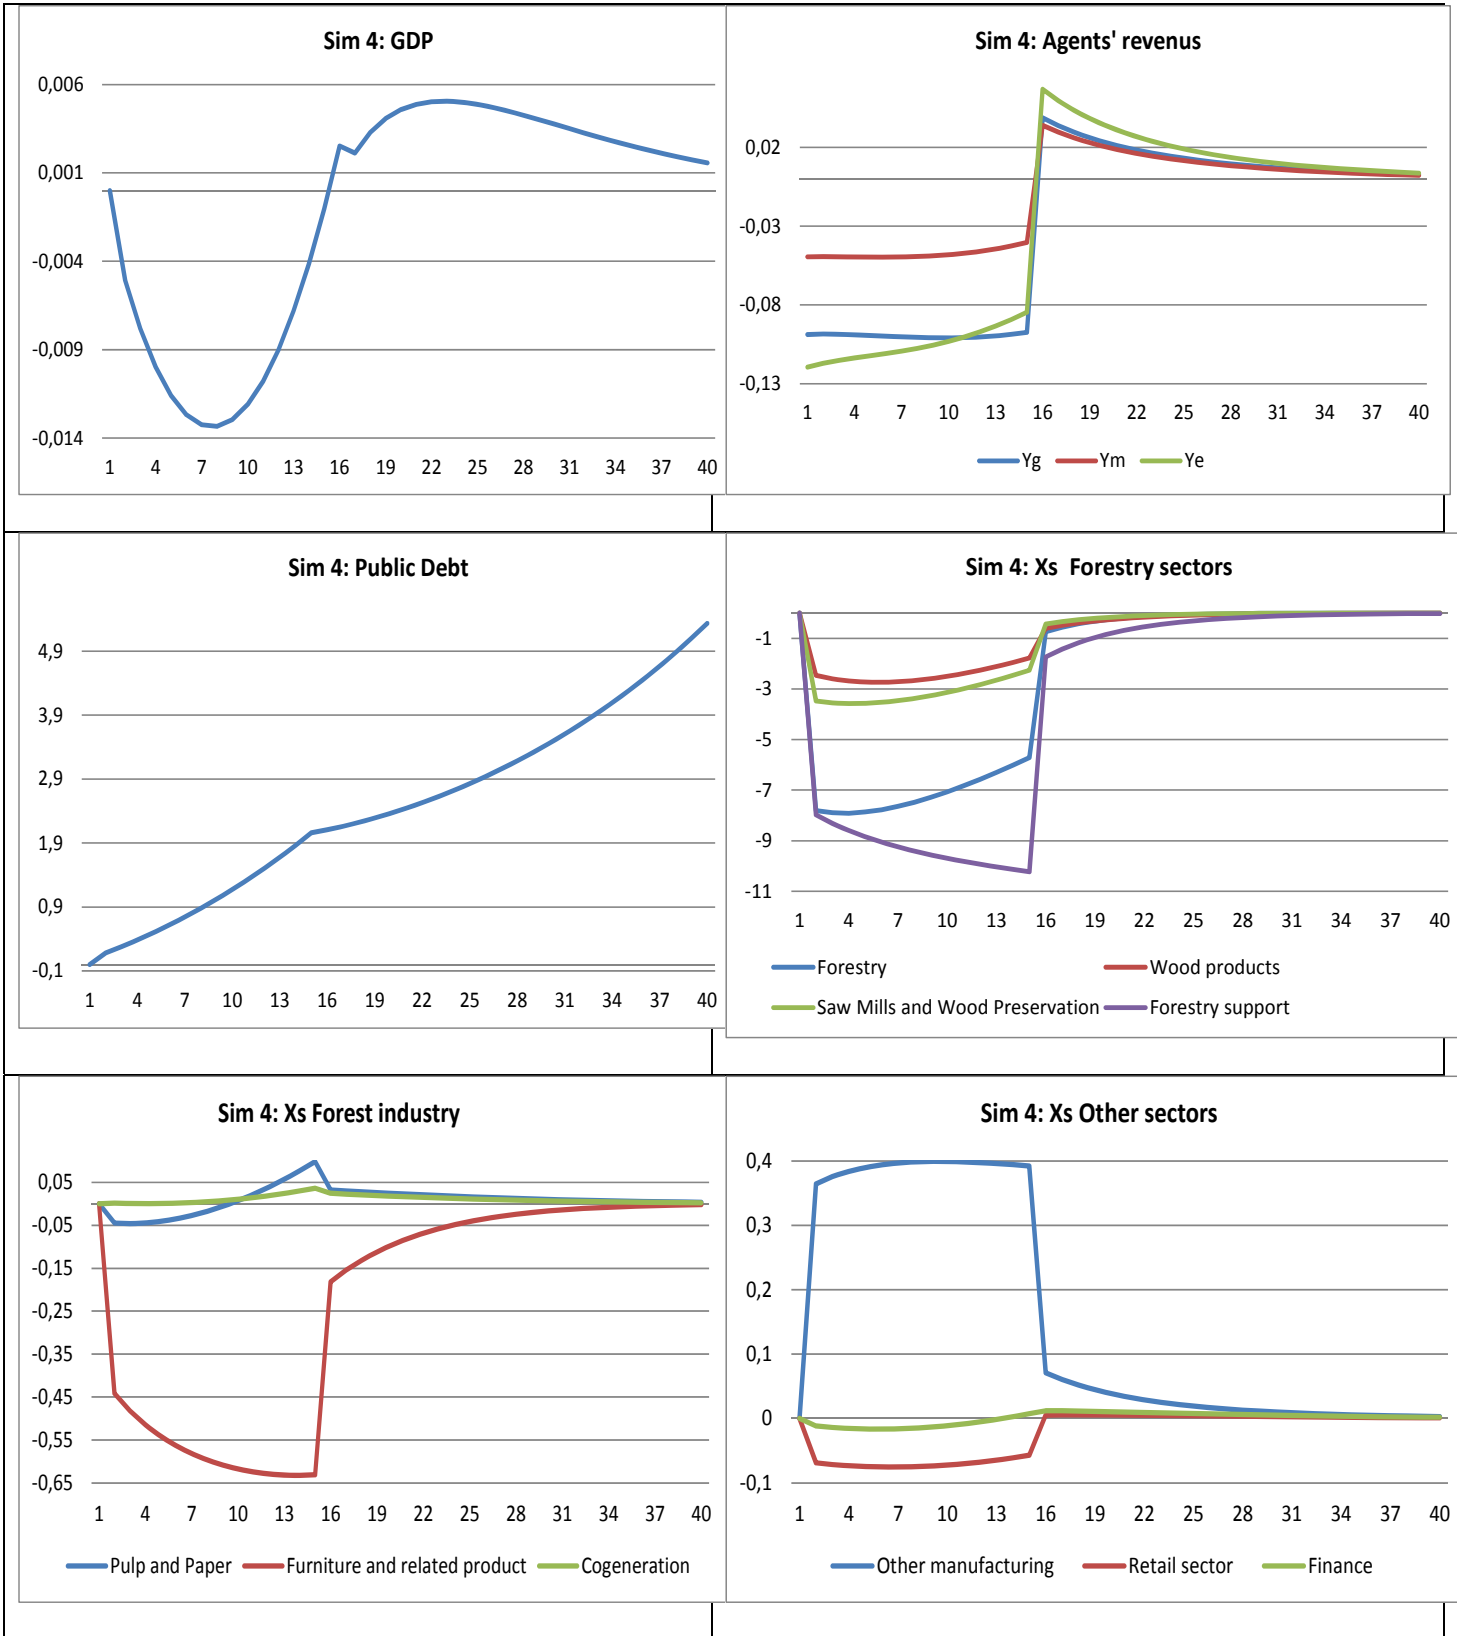 Sim 4: GDP
0,006
0,001
-0,004
-0,009
-0,014
1 4 7 10 13 16 19 22 25 28 31 34 37 40
Sim 4: Agents' revenus
0,02
-0,03
-0,08
-0,13
1 4 7 10 13 16 19 22 25 28 31 34 37 40
Yg Ym Ye
Sim 4: Public Debt
4,9
3,9
2,9
1,9
0,9
-0,1
1 4 7 10 13 16 19 22 25 28 31 34 37 40
Sim 4: Xs Forestry sectors
-1
-3
-5
-7
-9
-11
1 4 7 10 13 16 19 22 25 28 31 34 37 40
Forestry Wood products
Saw Mills and Wood Preservation Forestry support
Sim 4: Xs Forest industry
0,05
-0,05
-0,15
-0,25
-0,35
-0,45
-0,55
-0,65
1 4 7 10 13 16 19 22 25 28 31 34 37 40
Pulp and Paper Furniture and related product Cogeneration
Sim 4: Xs Other sectors
0,4
0,3
0,2
0,1
0
-0,1
1 4 7 10 13 16 19 22 25 28 31 34 37 40
Other manufacturing Retail sector Finance